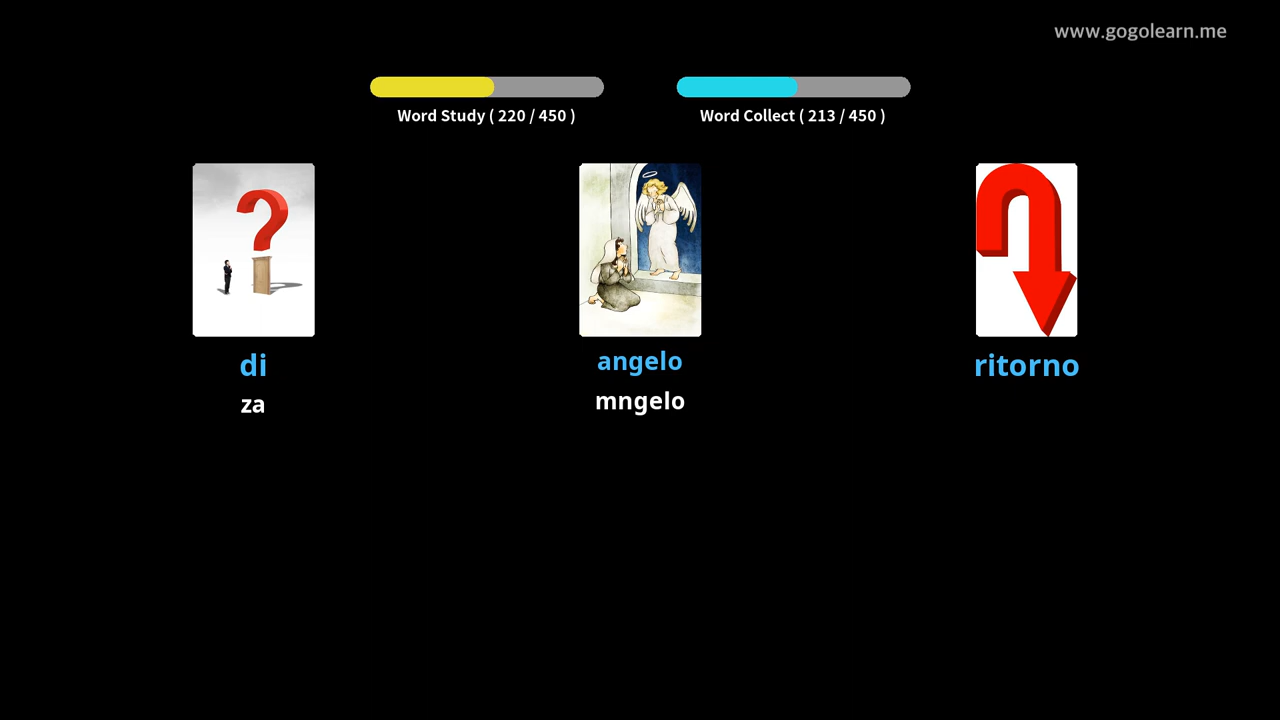 www.gogolearn.me
Word Study ( 220 / 450 )
Word Collect ( 213 / 450 )
di
za
angelo
mngelo
ritorno